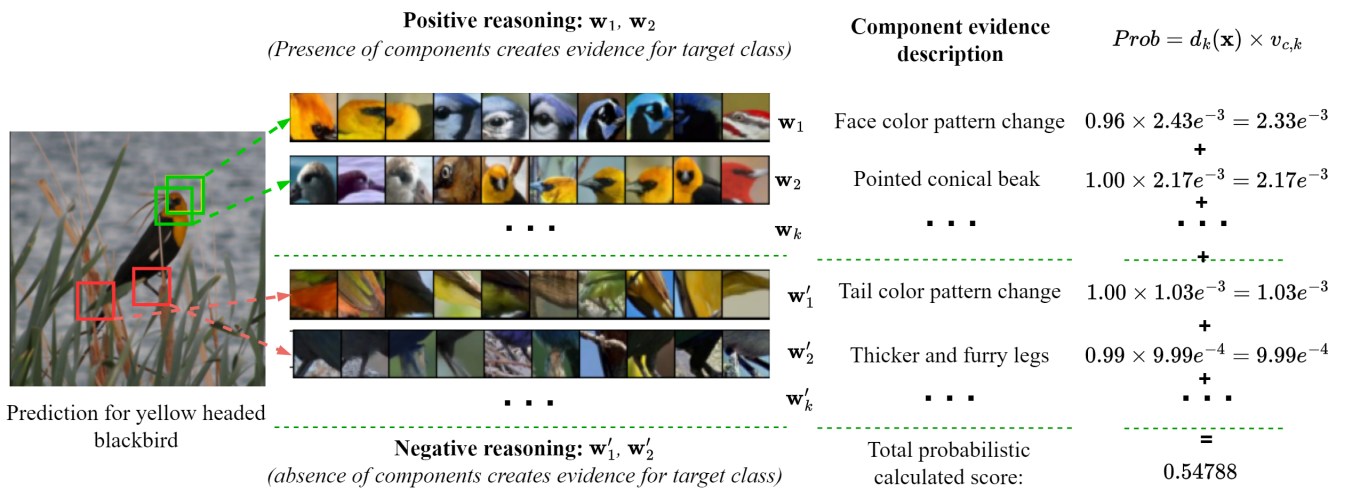 Positive reasoning: w₁, w₂
(Presence of components creates evidence for target class)
Component evidence
description
Prob = d_k(x) × v_{c,k}
w₁
Face color pattern change
0.96 × 2.43e⁻³ = 2.33e⁻³
+
w₂
Pointed conical beak
1.00 × 2.17e⁻³ = 2.17e⁻³
+
. . .
w_k
. . .
. . .
+
w′₁
Tail color pattern change
1.00 × 1.03e⁻³ = 1.03e⁻³
+
w′₂
Thicker and furry legs
0.99 × 9.99e⁻⁴ = 9.99e⁻⁴
+
. . .
w′_k
. . .
. . .
Prediction for yellow headed
blackbird
Negative reasoning: w′₁, w′₂
(absence of components creates evidence for target class)
Total probabilistic
calculated score:
=
0.54788